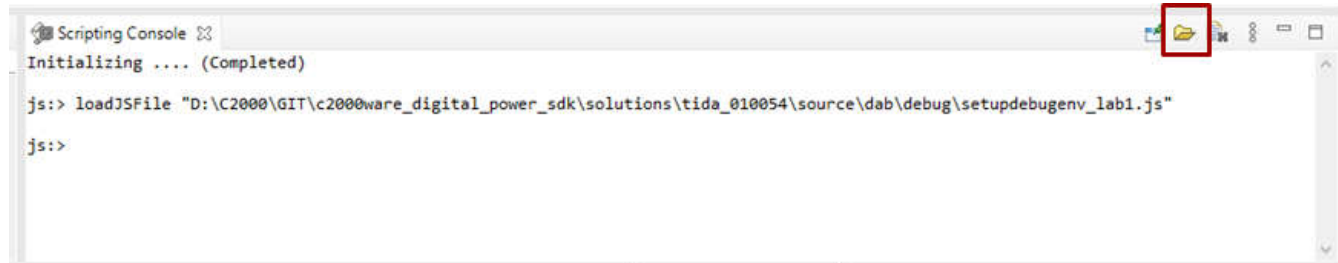 Scripting Console
Initializing .... (Completed)
js:> loadJSFile "D:\C2000\GIT\c2000ware_digital_power_sdk\solutions\tida_010054\source\dab\debug\setupdebugenv_lab1.js"
js:>